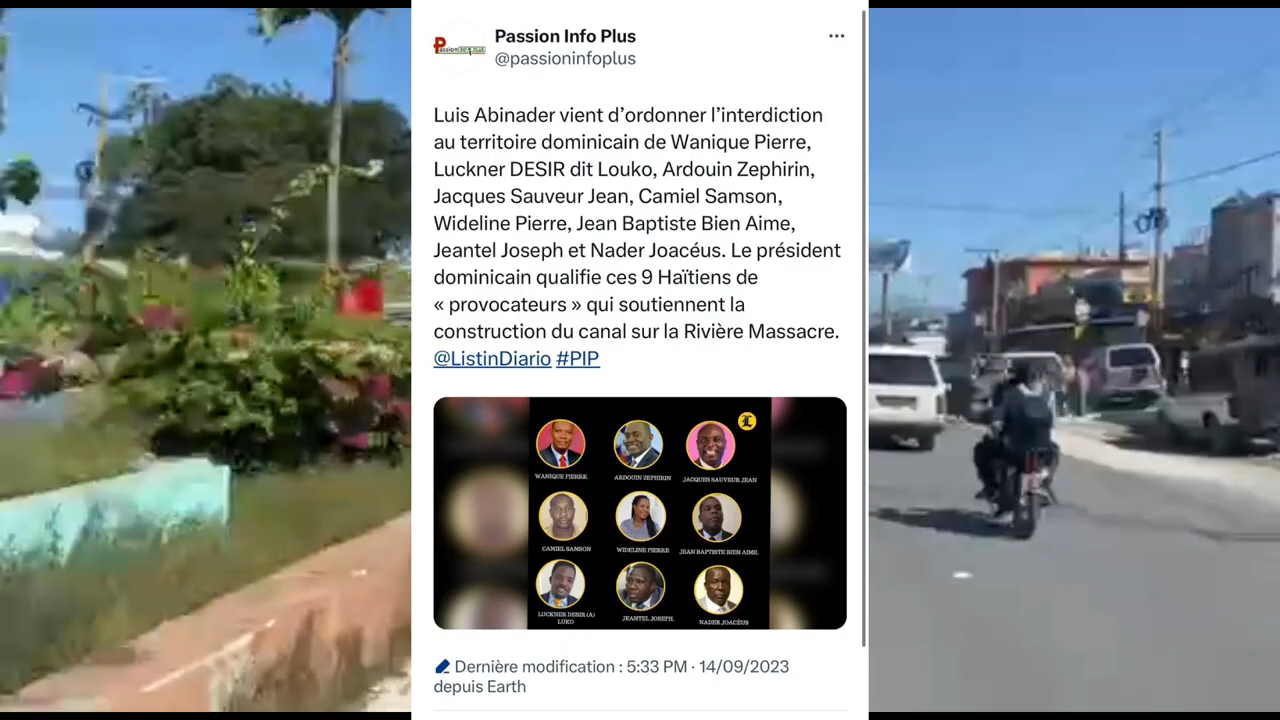 Passion Info Plus
@passioninfoplus
Luis Abinader vient d’ordonner l’interdiction
au territoire dominicain de Wanique Pierre,
Luckner DESIR dit Louko, Ardouin Zephirin,
Jacques Sauveur Jean, Camiel Samson,
Wideline Pierre, Jean Baptiste Bien Aime,
Jeantel Joseph et Nader Joacéus. Le président
dominicain qualifie ces 9 Haïtiens de
« provocateurs » qui soutiennent la
construction du canal sur la Rivière Massacre.
@ListinDiario #PIP
L
WANIQUE PIERRE.
ARDOUIN ZEPHIRIN
JACQUES SAUVEUR JEAN
CAMIEL SAMSON
WIDELINE PIERRE
JEAN BAPTISTE BIEN AIME.
LUCKNER DESIR (A)
LUKO
JEANTEL JOSEPH.
NADER JOACÉUS
Dernière modification : 5:33 PM · 14/09/2023
depuis Earth